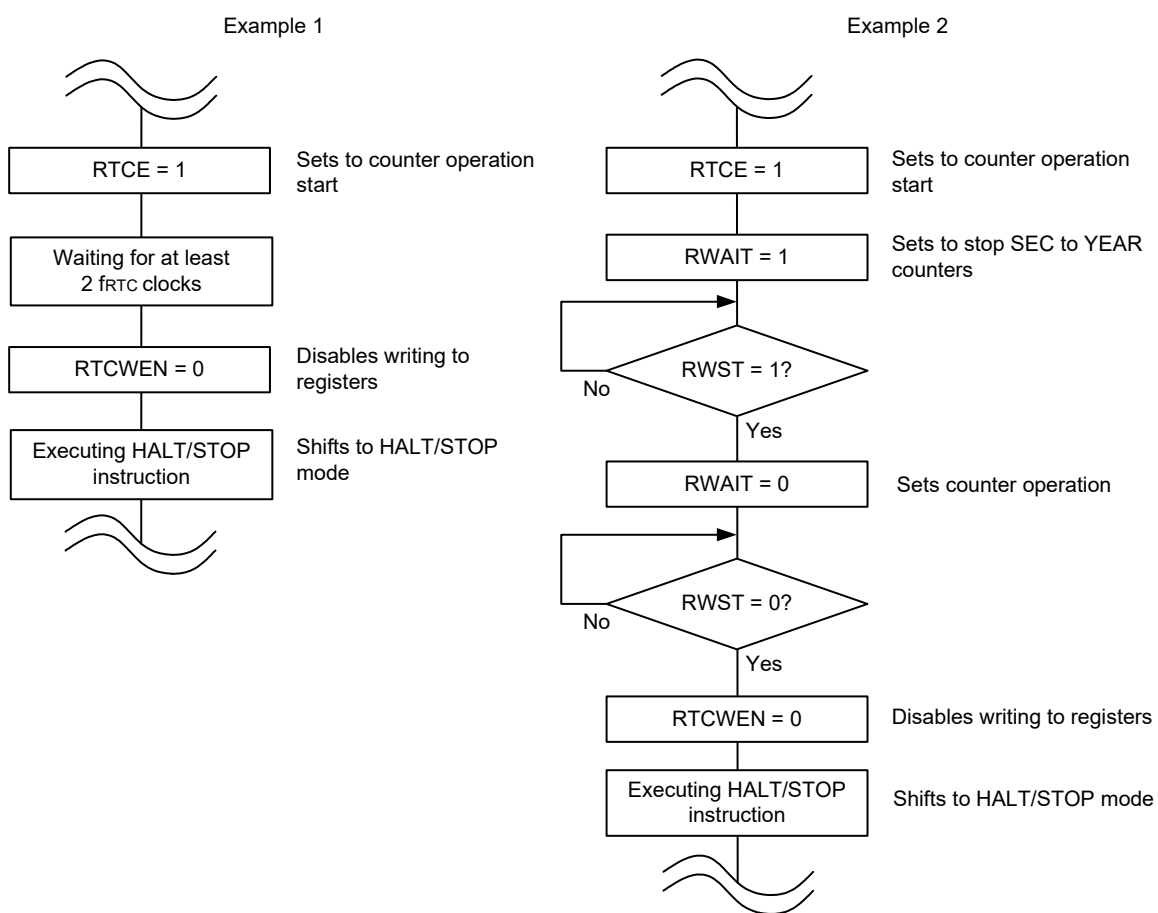 Example 1
RTCE = 1
Sets to counter operation
start
Waiting for at least
2 fRTC clocks
RTCWEN = 0
Disables writing to
registers
Executing HALT/STOP
instruction
Shifts to HALT/STOP
mode
Example 2
RTCE = 1
Sets to counter operation
start
RWAIT = 1
Sets to stop SEC to YEAR
counters
RWST = 1?
No
Yes
RWAIT = 0
Sets counter operation
RWST = 0?
No
Yes
RTCWEN = 0
Disables writing to registers
Executing HALT/STOP
instruction
Shifts to HALT/STOP mode